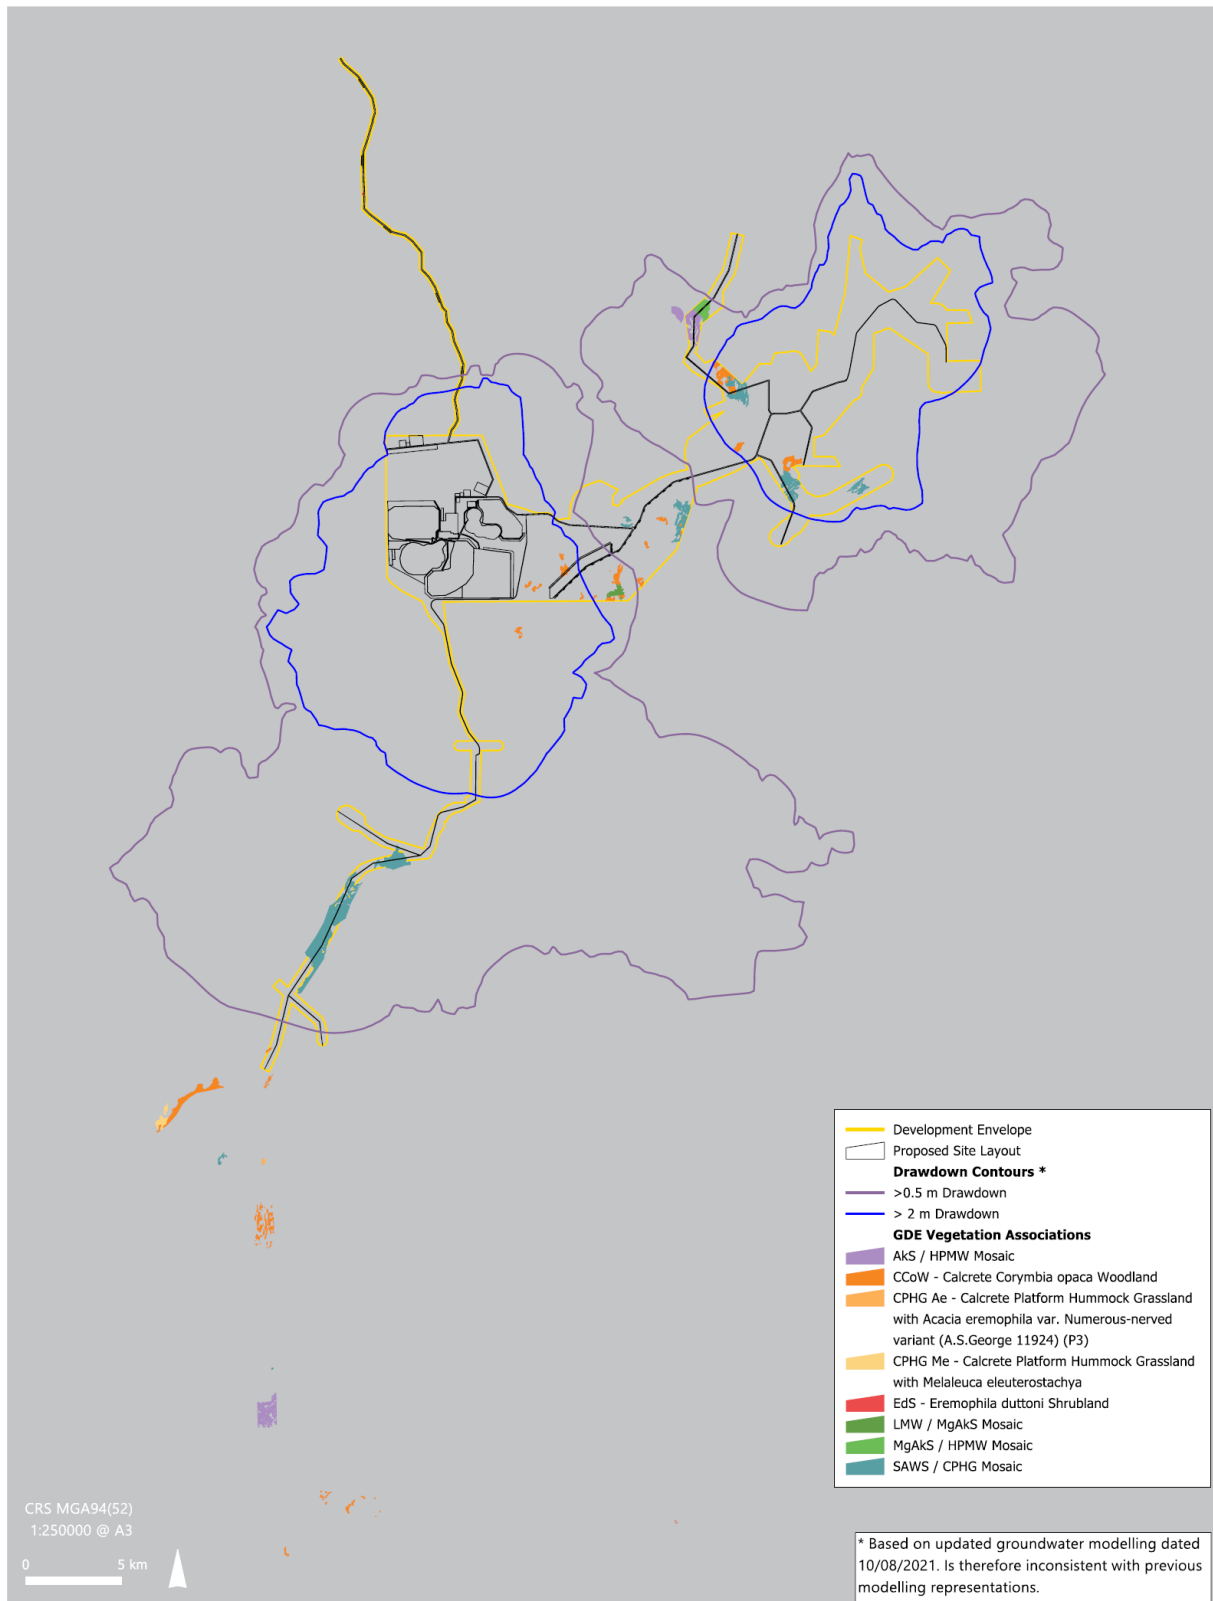 Development Envelope
Proposed Site Layout
Drawdown Contours *
>0.5 m Drawdown
> 2 m Drawdown
GDE Vegetation Associations
AkS / HPMW Mosaic
CCoW - Calcrete Corymbia opaca Woodland
CPHG Ae - Calcrete Platform Hummock Grassland
with Acacia eremophila var. Numerous-nerved
variant (A.S.George 11924) (P3)
CPHG Me - Calcrete Platform Hummock Grassland
with Melaleuca eleuterostachya
EdS - Eremophila duttoni Shrubland
LMW / MgAkS Mosaic
MgAkS / HPMW Mosaic
SAWS / CPHG Mosaic
CRS MGA94(52)
1:250000 @ A3
0 5 km
* Based on updated groundwater modelling dated
10/08/2021. Is therefore inconsistent with previous
modelling representations.